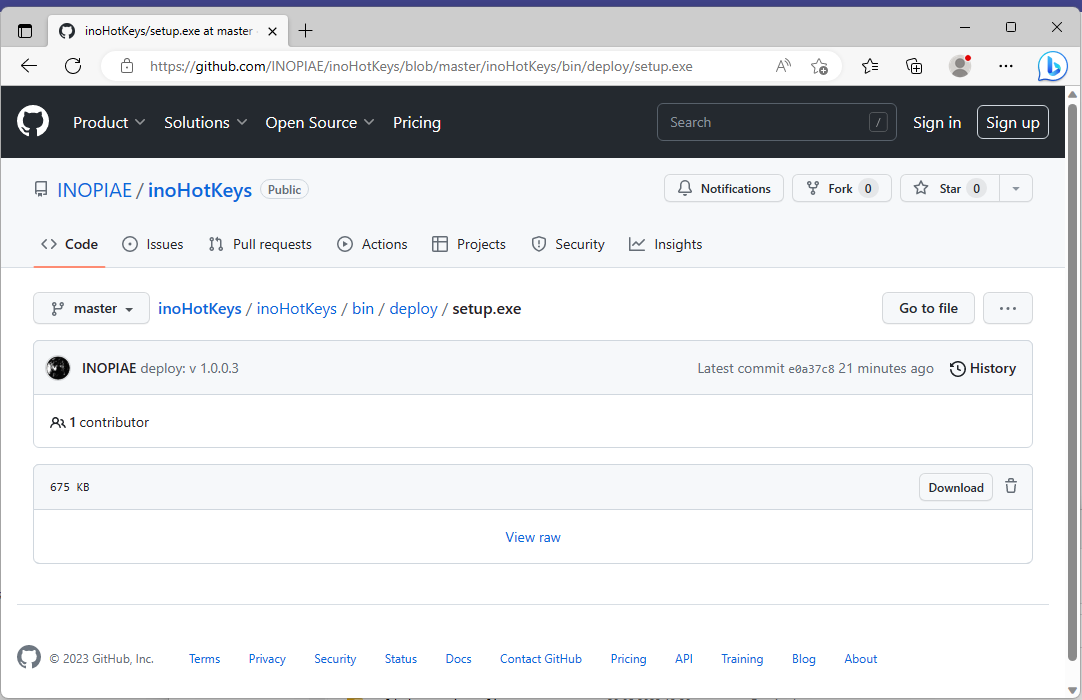 inoHotKeys/setup.exe at master
https://github.com/INOPIAE/inoHotKeys/blob/master/inoHotKeys/bin/deploy/setup.exe
Product Solutions Open Source Pricing Search / Sign in Sign up
INOPIAE / inoHotKeys Public Notifications Fork 0 Star 0
Code Issues Pull requests Actions Projects Security Insights
master inoHotKeys / inoHotKeys / bin / deploy / setup.exe Go to file
INOPIAE deploy: v 1.0.0.3 Latest commit e0a37c8 21 minutes ago History
1 contributor
675 KB Download
View raw
© 2023 GitHub, Inc. Terms Privacy Security Status Docs Contact GitHub Pricing API Training Blog About